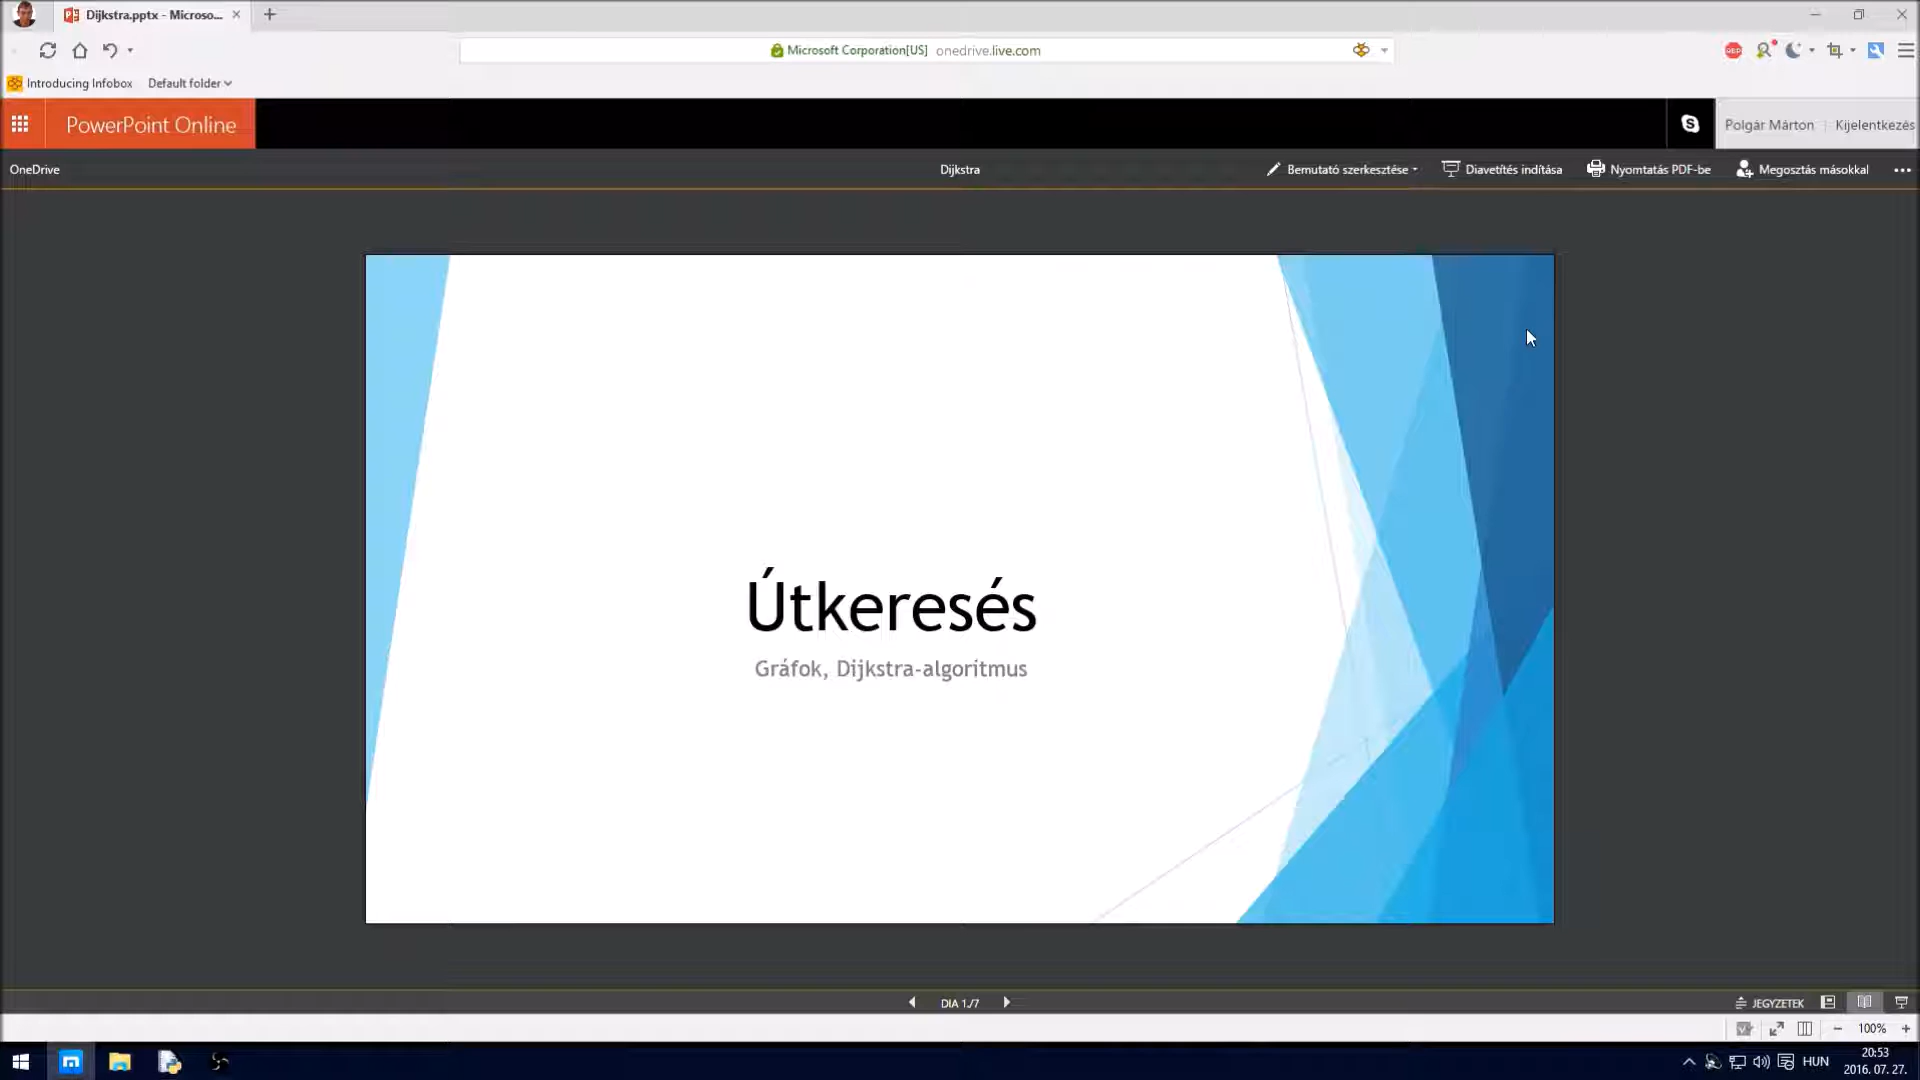 Dijkstra.pptx - Microso...
Microsoft Corporation[US] onedrive.live.com
ABP
Introducing Infobox Default folder
PowerPoint Online
Polgár Márton Kijelentkezés
OneDrive Dijkstra Bemutató szerkesztése Diavetítés indítása Nyomtatás PDF-be Megosztás másokkal
Útkeresés
Gráfok, Dijkstra-algoritmus
DIA 1./7 JEGYZETEK
100%
HUN
20:53
2016. 07. 27.